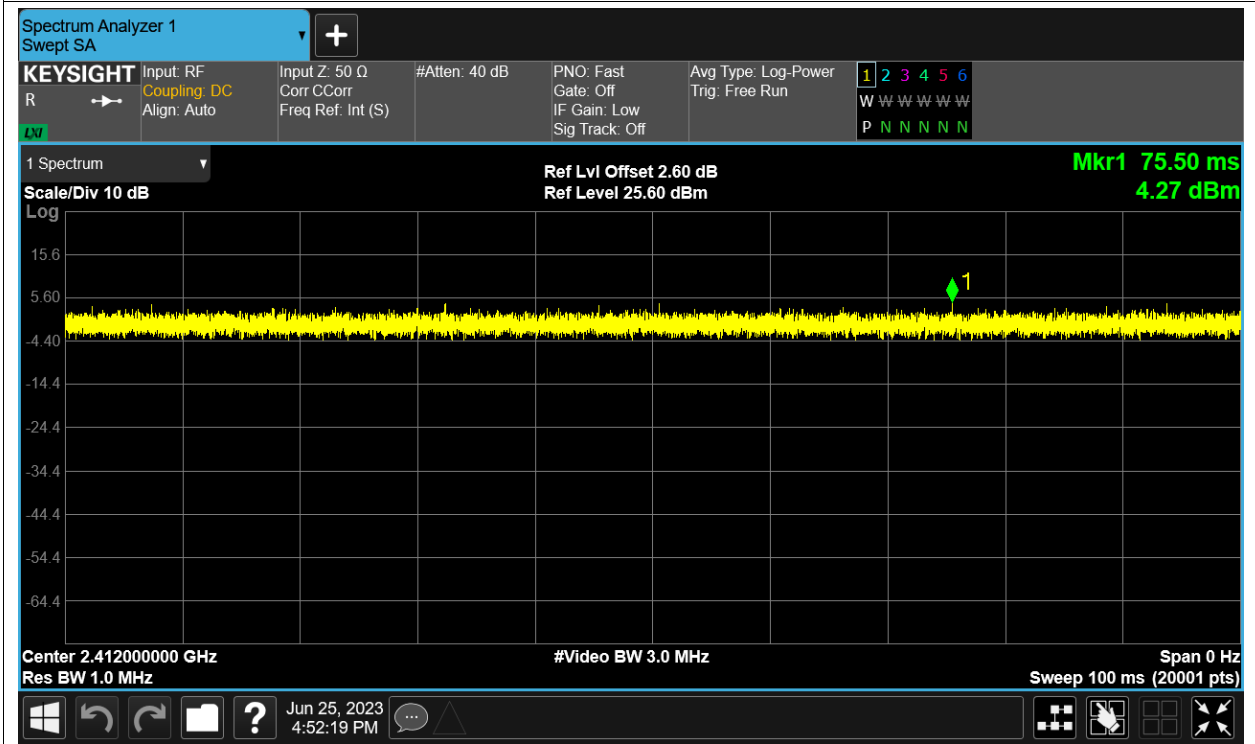 Spectrum Analyzer 1
Swept SA
KEYSIGHT
R
LXI
Input: RF
Coupling: DC
Align: Auto
Input Z: 50 Ω
Corr CCorr
Freq Ref: Int (S)
#Atten: 40 dB
PNO: Fast
Gate: Off
IF Gain: Low
Sig Track: Off
Avg Type: Log-Power
Trig: Free Run
1 2 3 4 5 6
W W W W W W
P N N N N N
1 Spectrum
Scale/Div 10 dB
Log
Ref Lvl Offset 2.60 dB
Ref Level 25.60 dBm
Mkr1 75.50 ms
4.27 dBm
15.6
5.60
-4.40
-14.4
-24.4
-34.4
-44.4
-54.4
-64.4
1
Center 2.412000000 GHz
Res BW 1.0 MHz
#Video BW 3.0 MHz
Span 0 Hz
Sweep 100 ms (20001 pts)
?
Jun 25, 2023
4:52:19 PM